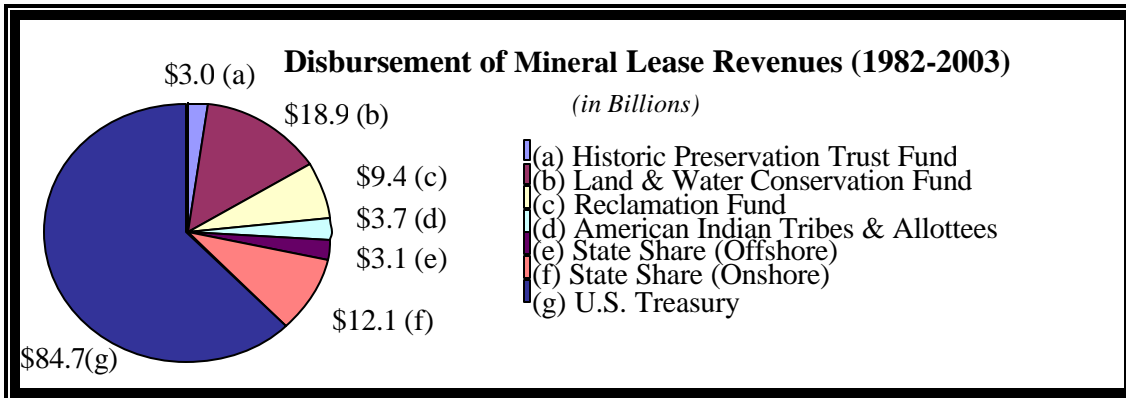 Disbursement of Mineral Lease Revenues (1982-2003)
(in Billions)
$3.0 (a)
$18.9 (b)
$9.4 (c)
$3.7 (d)
$3.1 (e)
$12.1 (f)
$84.7(g)
(a) Historic Preservation Trust Fund
(b) Land & Water Conservation Fund
(c) Reclamation Fund
(d) American Indian Tribes & Allottees
(e) State Share (Offshore)
(f) State Share (Onshore)
(g) U.S. Treasury